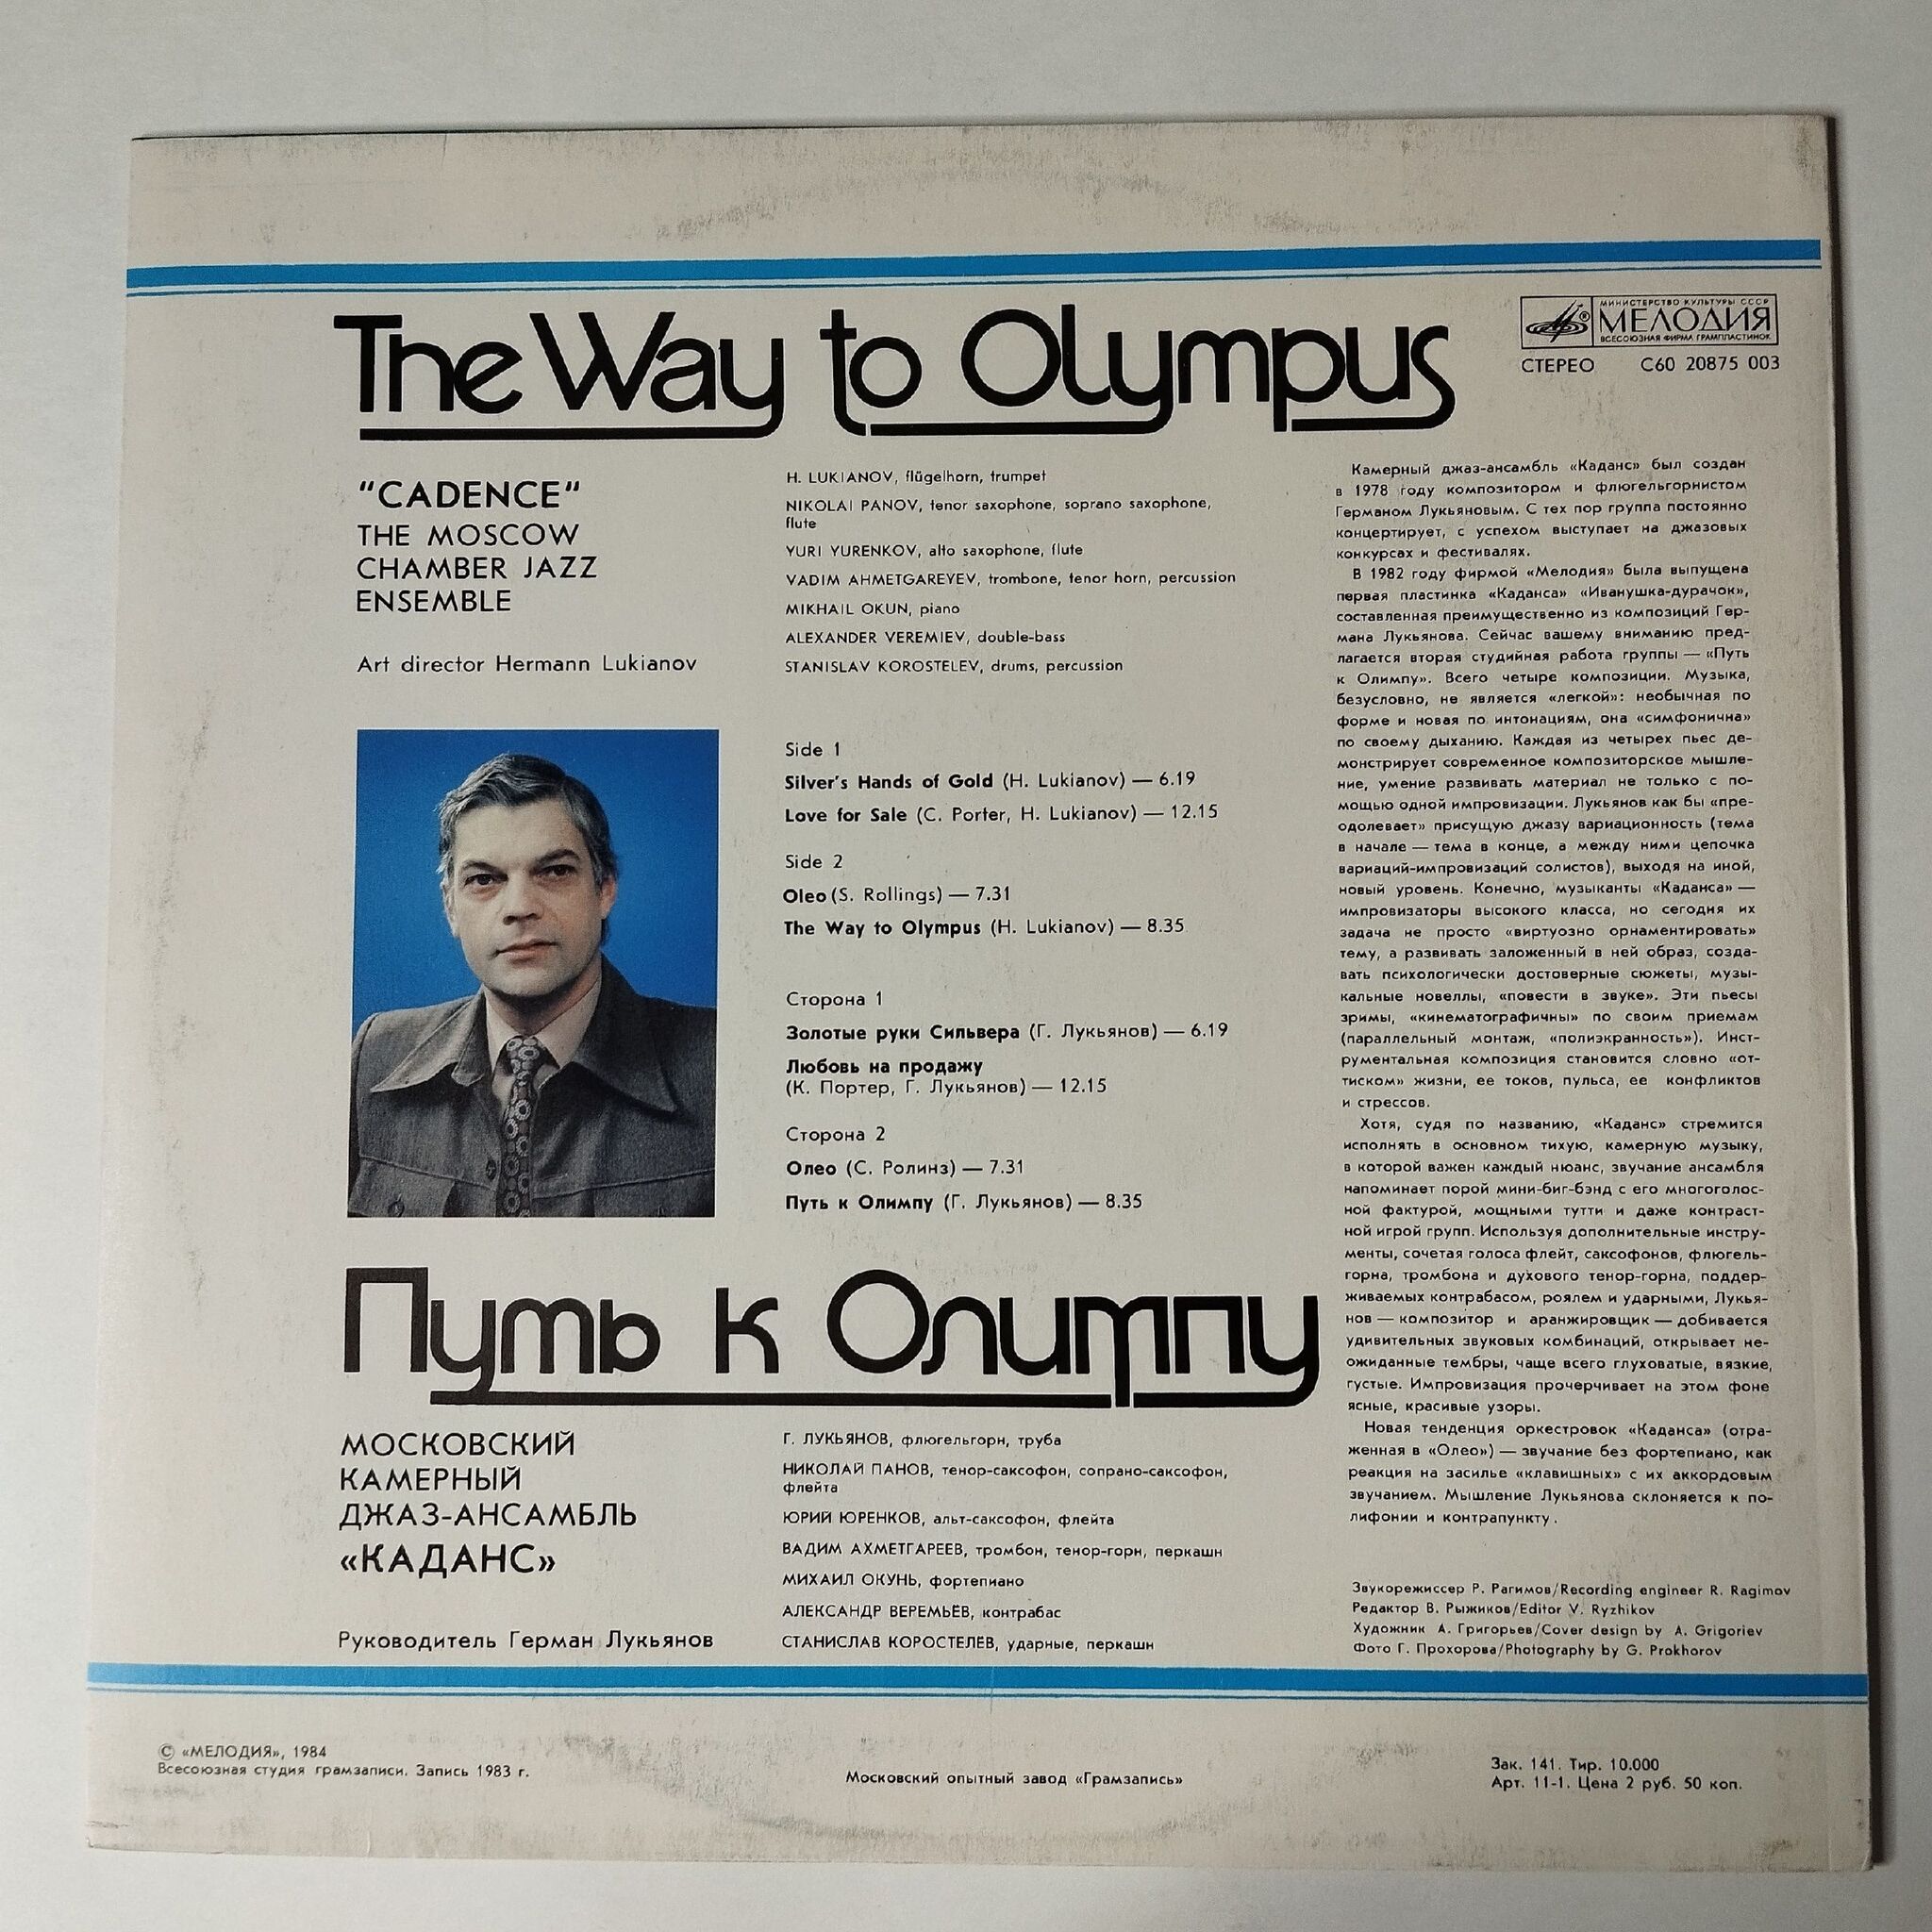 The Way to Olympus
МИНИСТЕРСТВО КУЛЬТУРЫ СССР
МЕЛОДИЯ
ВСЕСОЮЗНАЯ ФИРМА ГРАМПЛАСТИНОК
СТЕРЕО С60 20875 003
"CADENCE"
THE MOSCOW
CHAMBER JAZZ
ENSEMBLE
Art director Hermann Lukianov
H. LUKIANOV, flügelhorn, trumpet
NIKOLAI PANOV, tenor saxophone, soprano saxophone,
flute
YURI YURENKOV, alto saxophone, flute
VADIM AHMETGAREYEV, trombone, tenor horn, percussion
MIKHAIL OKUN, piano
ALEXANDER VEREMIEV, double-bass
STANISLAV KOROSTELEV, drums, percussion
Side 1
Silver's Hands of Gold (H. Lukianov) — 6.19
Love for Sale (C. Porter, H. Lukianov) — 12.15
Side 2
Oleo (S. Rollings) — 7.31
The Way to Olympus (H. Lukianov) — 8.35
Сторона 1
Золотые руки Сильвера (Г. Лукьянов) — 6.19
Любовь на продажу
(К. Портер, Г. Лукьянов) — 12.15
Сторона 2
Олео (С. Ролинз) — 7.31
Путь к Олимпу (Г. Лукьянов) — 8.35
Путь к Олимпу
МОСКОВСКИЙ
КАМЕРНЫЙ
ДЖАЗ-АНСАМБЛЬ
«КАДАНС»
Руководитель Герман Лукьянов
Г. ЛУКЬЯНОВ, флюгельгорн, труба
НИКОЛАЙ ПАНОВ, тенор-саксофон, сопрано-саксофон,
флейта
ЮРИЙ ЮРЕНКОВ, альт-саксофон, флейта
ВАДИМ АХМЕТГАРЕЕВ, тромбон, тенор-горн, перкашн
МИХАИЛ ОКУНЬ, фортепиано
АЛЕКСАНДР ВЕРЕМЬЁВ, контрабас
СТАНИСЛАВ КОРОСТЕЛЕВ, ударные, перкашн
Камерный джаз-ансамбль «Каданс» был создан
в 1978 году композитором и флюгельгорнистом
Германом Лукьяновым. С тех пор группа постоянно
концертирует, с успехом выступает на джазовых
конкурсах и фестивалях.
В 1982 году фирмой «Мелодия» была выпущена
первая пластинка «Каданса» «Иванушка-дурачок»,
составленная преимущественно из композиций Гер-
мана Лукьянова. Сейчас вашему вниманию пред-
лагается вторая студийная работа группы — «Путь
к Олимпу». Всего четыре композиции. Музыка,
безусловно, не является «легкой»: необычная по
форме и новая по интонациям, она «симфонична»
по своему дыханию. Каждая из четырех пьес де-
монстрирует современное композиторское мышле-
ние, умение развивать материал не только с по-
мощью одной импровизации. Лукьянов как бы «пре-
одолевает» присущую джазу вариационность (тема
в начале — тема в конце, а между ними цепочка
вариаций-импровизаций солистов), выходя на иной,
новый уровень. Конечно, музыканты «Каданса» —
импровизаторы высокого класса, но сегодня их
задача не просто «виртуозно орнаментировать»
тему, а развивать заложенный в ней образ, созда-
вать психологически достоверные сюжеты, музы-
кальные новеллы, «повести в звуке». Эти пьесы
зримы, «кинематографичны» по своим приемам
(параллельный монтаж, «полиэкранность»). Инст-
рументальная композиция становится словно «от-
тиском» жизни, ее токов, пульса, ее конфликтов
и стрессов.
Хотя, судя по названию, «Каданс» стремится
исполнять в основном тихую, камерную музыку,
в которой важен каждый нюанс, звучание ансамбля
напоминает порой мини-биг-бэнд с его многоголос-
ной фактурой, мощными тутти и даже контраст-
ной игрой групп. Используя дополнительные инстру-
менты, сочетая голоса флейт, саксофонов, флюгель-
горна, тромбона и духового тенор-горна, поддер-
живаемых контрабасом, роялем и ударными, Лукья-
нов — композитор и аранжировщик — добивается
удивительных звуковых комбинаций, открывает не-
ожиданные тембры, чаще всего глуховатые, вязкие,
густые. Импровизация прочерчивает на этом фоне
ясные, красивые узоры.
Новая тенденция оркестровок «Каданса» (отра-
женная в «Олео») — звучание без фортепиано, как
реакция на засилье «клавишных» с их аккордовым
звучанием. Мышление Лукьянова склоняется к по-
лифонии и контрапункту.
Звукорежиссер Р. Рагимов/Recording engineer R. Ragimov
Редактор В. Рыжиков/Editor V. Ryzhikov
Художник А. Григорьев/Cover design by A. Grigoriev
Фото Г. Прохорова/Photography by G. Prokhorov
© «МЕЛОДИЯ», 1984
Всесоюзная студия грамзаписи. Запись 1983 г.
Московский опытный завод «Грамзапись»
Зак. 141. Тир. 10.000
Арт. 11-1. Цена 2 руб. 50 коп.